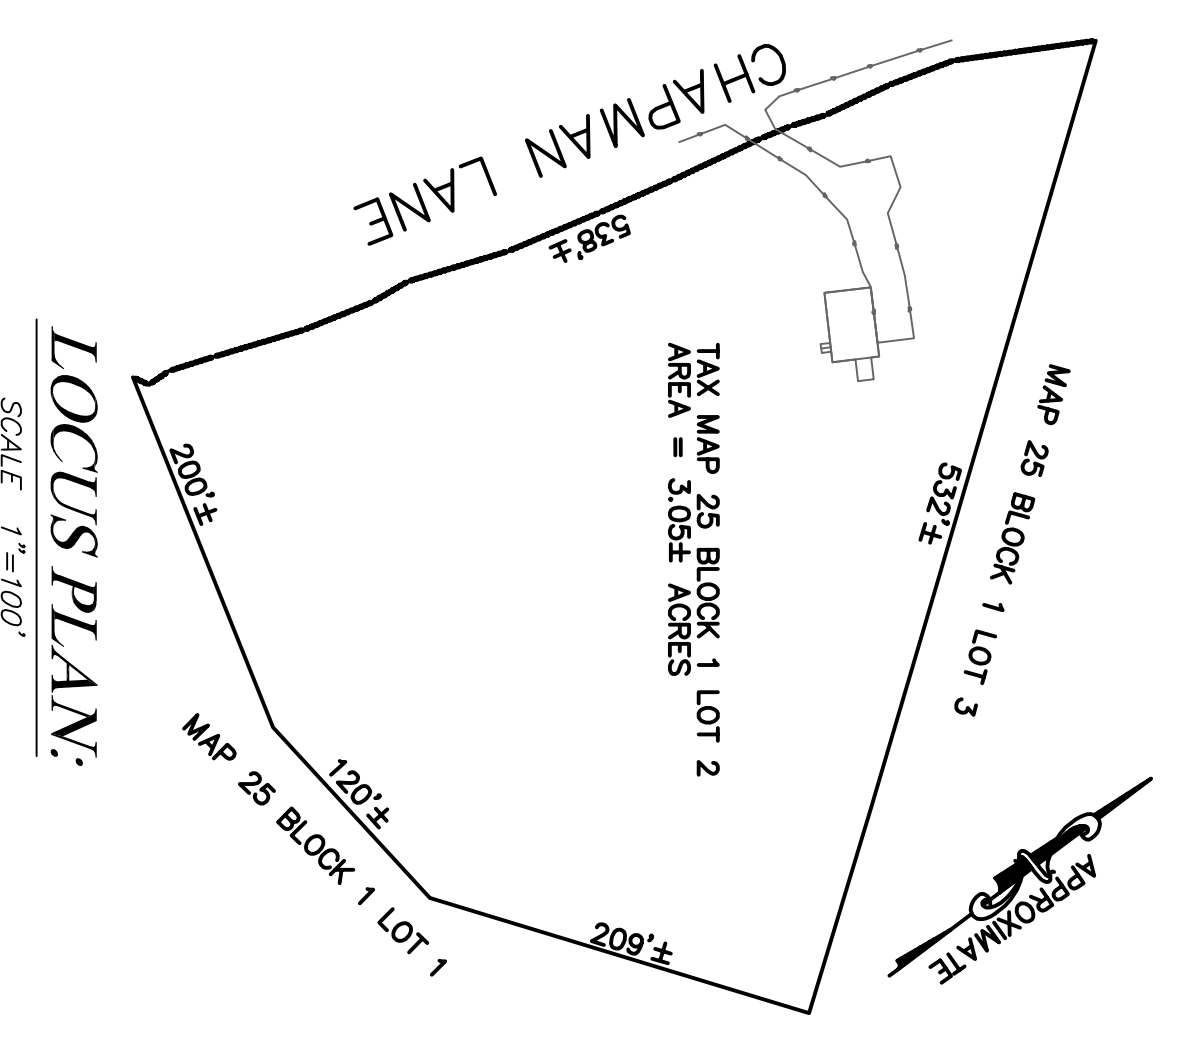 CHAPMAN LANE
538'±
MAP 25 BLOCK 1 LOT 3
532'±
TAX MAP 25 BLOCK 1 LOT 2
AREA = 3.05± ACRES
200'±
120'±
209'±
MAP 25 BLOCK 1 LOT 1
APPROXIMATE
LOCUS PLAN:
SCALE 1"=100'